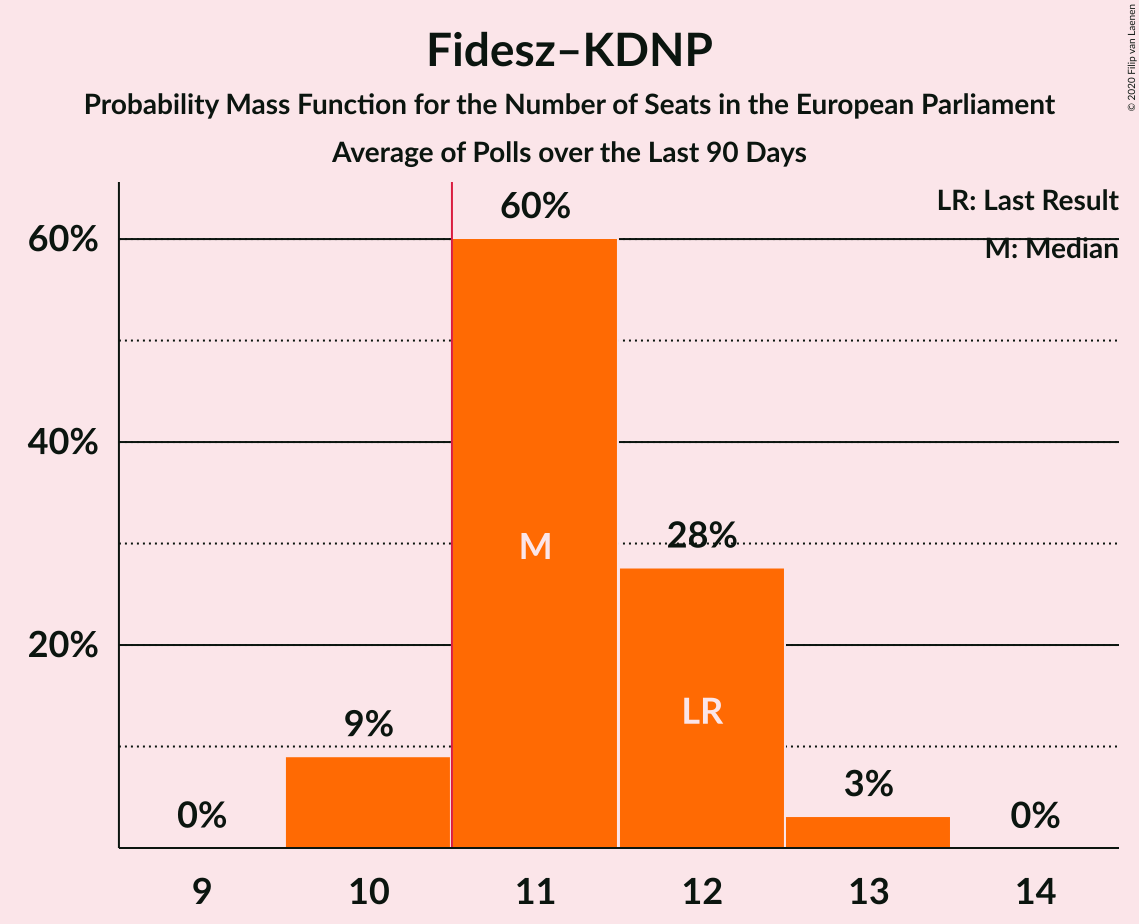 Fidesz–KDNP
Probability Mass Function for the Number of Seats in the European Parliament
Average of Polls over the Last 90 Days
© 2020 Filip van Laenen
LR: Last Result
M: Median
60%
40%
20%
0%
9%
60%
28%
3%
0%
M
LR
9 10 11 12 13 14